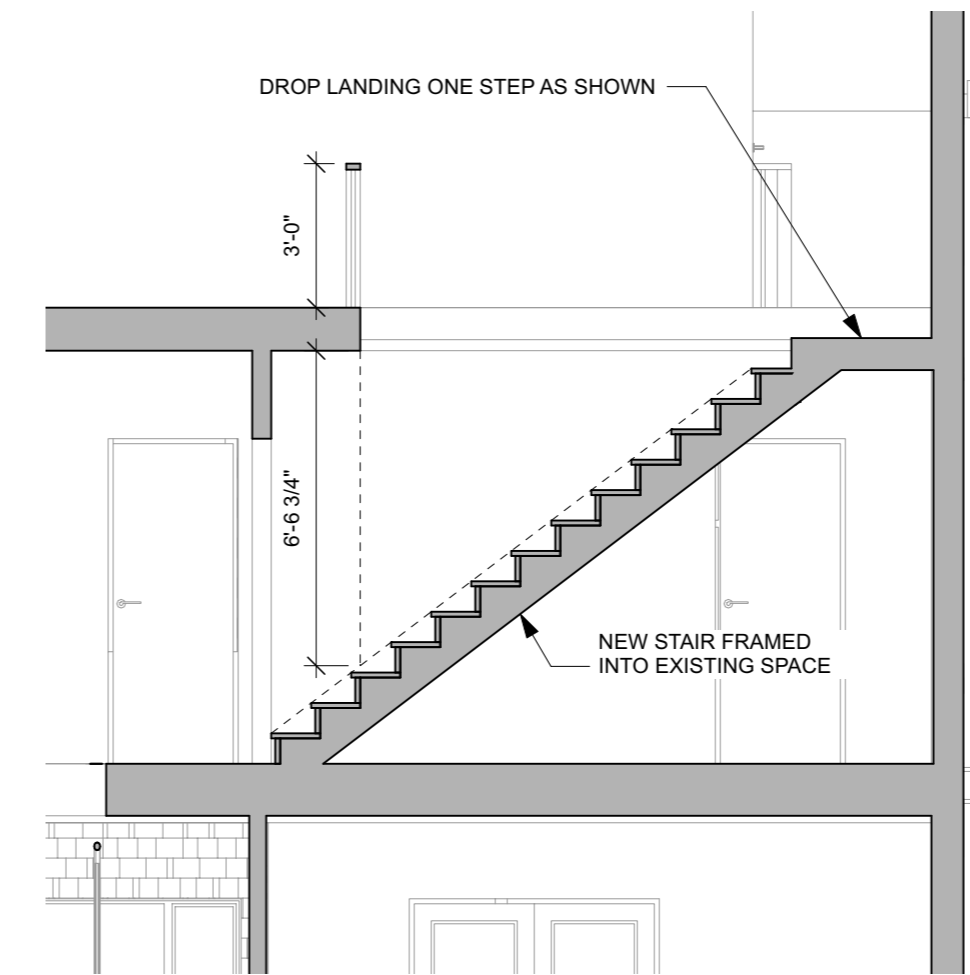 DROP LANDING ONE STEP AS SHOWN
3'-0"
6'-6 3/4"
NEW STAIR FRAMED
INTO EXISTING SPACE